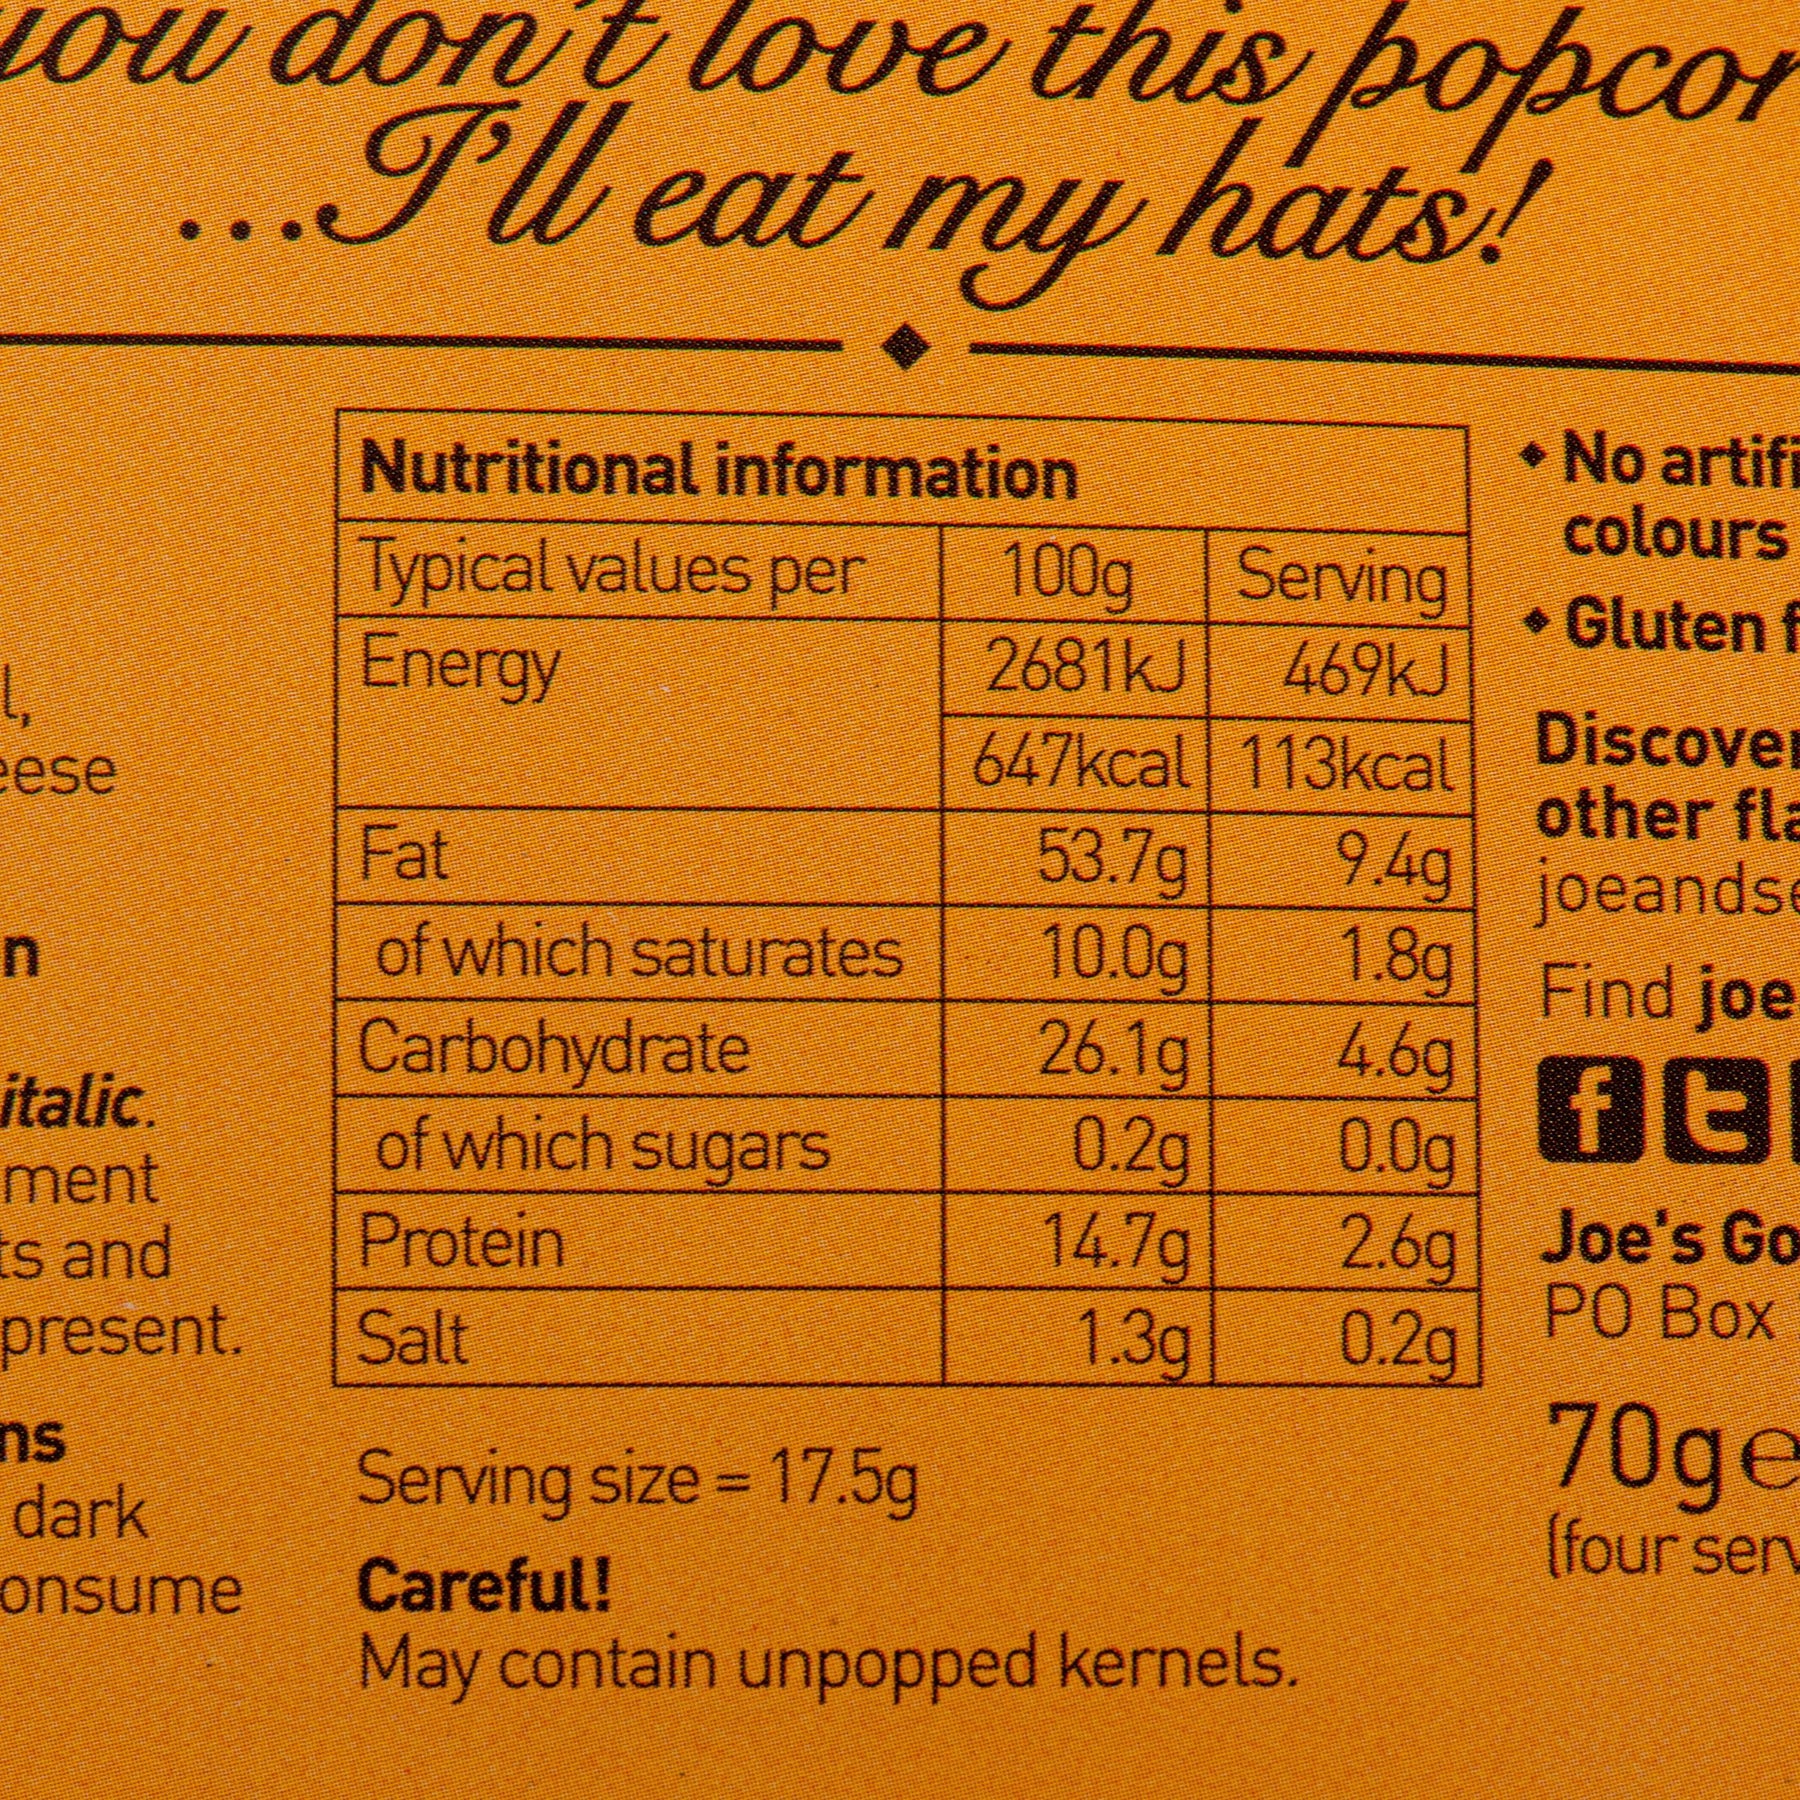 you don't love this popcor
...I'll eat my hats!
l,
eese
n
italic.
ment
ts and
present.
ns
dark
onsume
Nutritional information
Typical values per 100g Serving
Energy 2681kJ 469kJ
647kcal 113kcal
Fat 53.7g 9.4g
of which saturates 10.0g 1.8g
Carbohydrate 26.1g 4.6g
of which sugars 0.2g 0.0g
Protein 14.7g 2.6g
Salt 1.3g 0.2g
Serving size = 17.5g
Careful!
May contain unpopped kernels.
No artifi
colours
Gluten f
Discover
other fla
joeandse
Find joe
f t
Joe's Go
PO Box
70g℮
(four serv